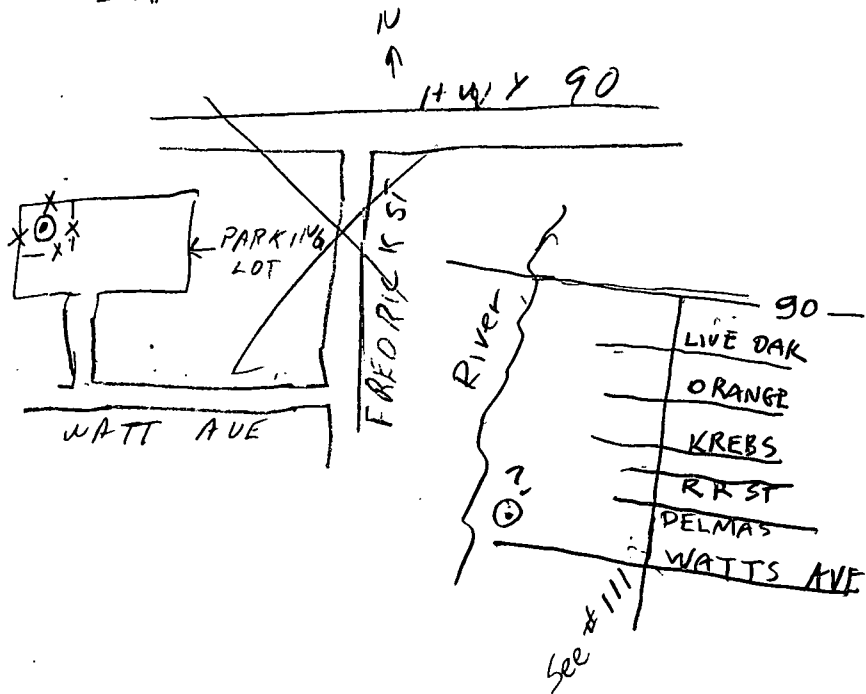 N
HWY 90
PARKING
LOT
FREDRICK ST
WATT AVE
River
90
LIVE OAK
ORANGE
KREBS
RR ST
DELMAS
WATTS AVE
?
See #111